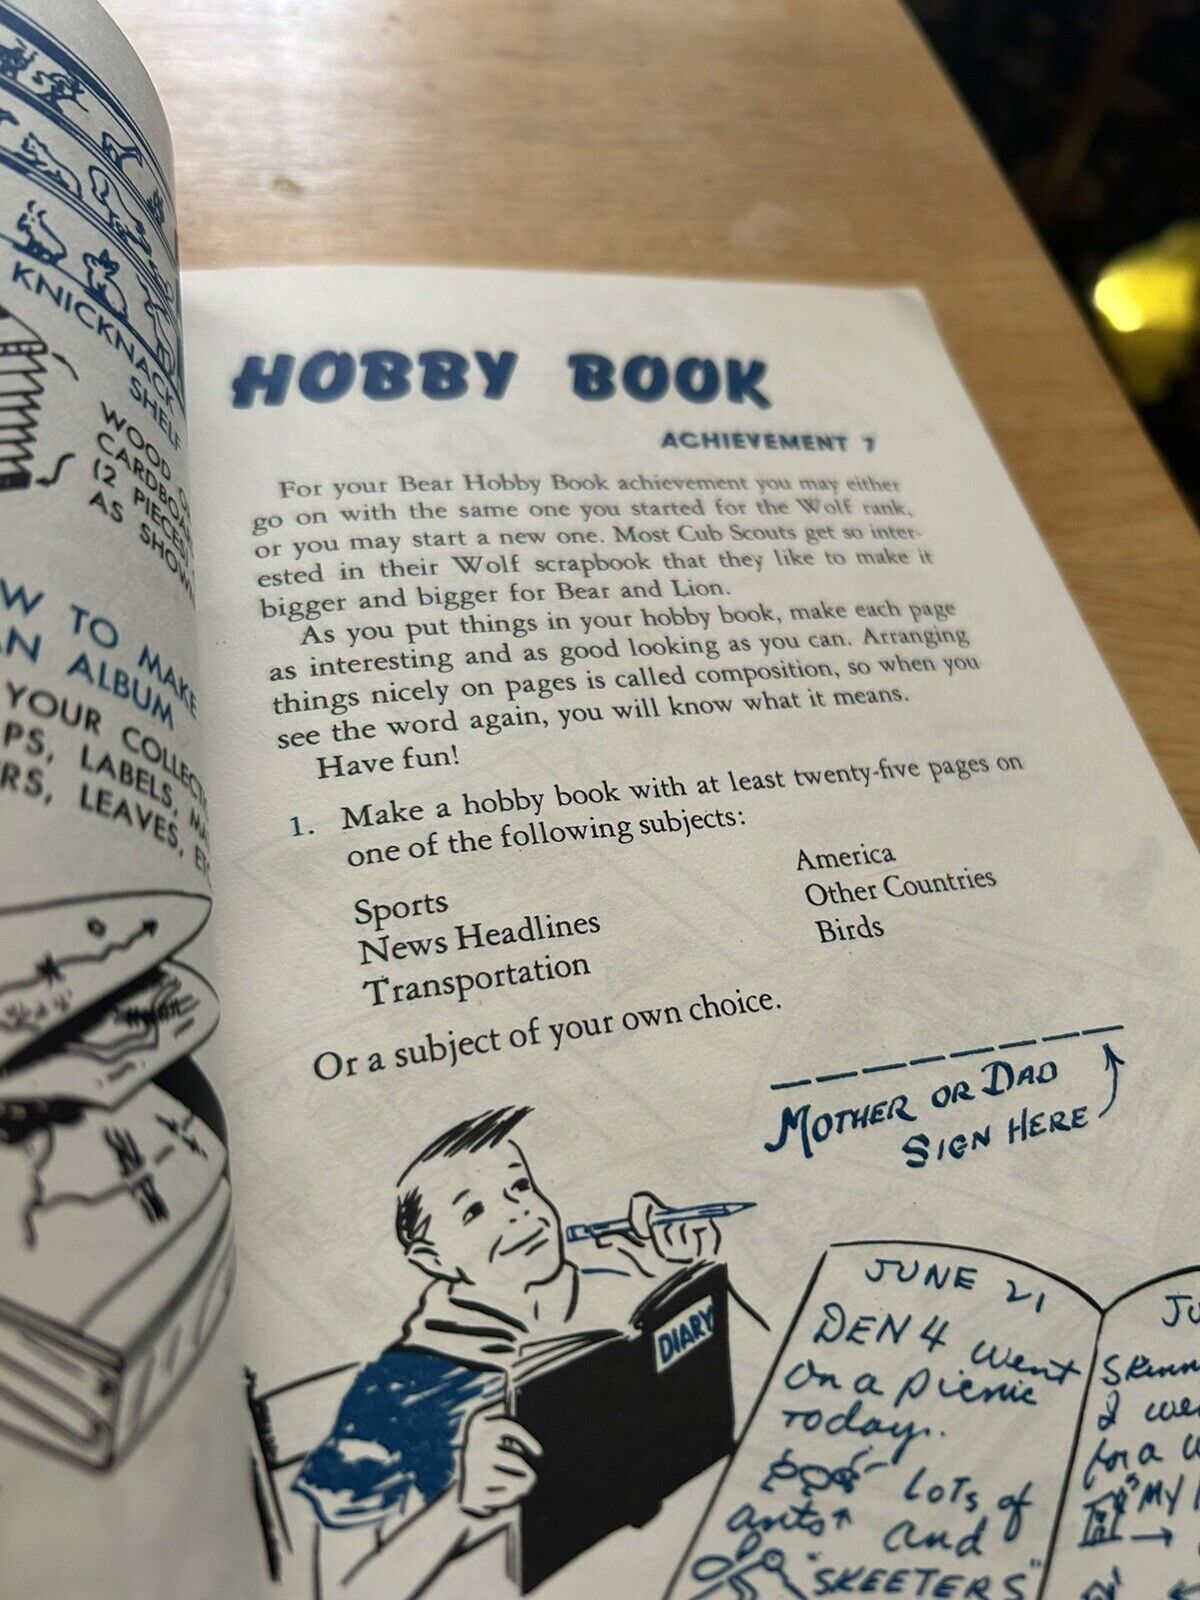 KNICKNACK
SHELF
WOOD
(2 PIECES)
AS SHOWN
TO MAKE
ALBUM
YOUR
LABELS,
LEAVES,
HOBBY BOOK
ACHIEVEMENT 7
For your Bear Hobby Book achievement you may either
go on with the same one you started for the Wolf rank,
or you may start a new one. Most Cub Scouts get so inter-
ested in their Wolf scrapbook that they like to make it
bigger and bigger for Bear and Lion.
As you put things in your hobby book, make each page
as interesting and as good looking as you can. Arranging
things nicely on pages is called composition, so when you
see the word again, you will know what it means.
Have fun!
1. Make a hobby book with at least twenty-five pages on
one of the following subjects:
Sports
News Headlines
Transportation
America
Other Countries
Birds
Or a subject of your own choice.
MOTHER OR DAD
SIGN HERE
DIARY
JUNE 21
DEN 4 went
on a picnic
today.
LOTS of
ants and
"SKEETERS"
I
for a
"MY